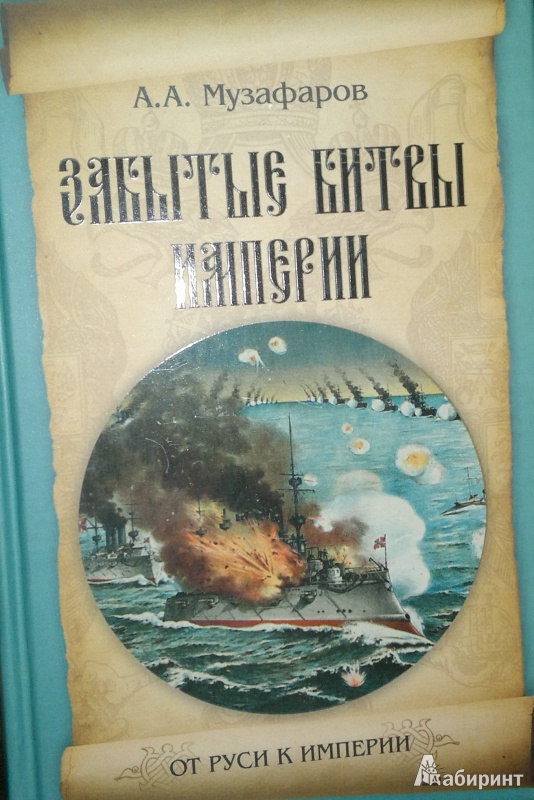 А.А. Музафаров
ЗАБЫТЫЕ БИТВЫ
ИМПЕРИИ
ОТ РУСИ К ИМПЕРИИ
Лабиринт